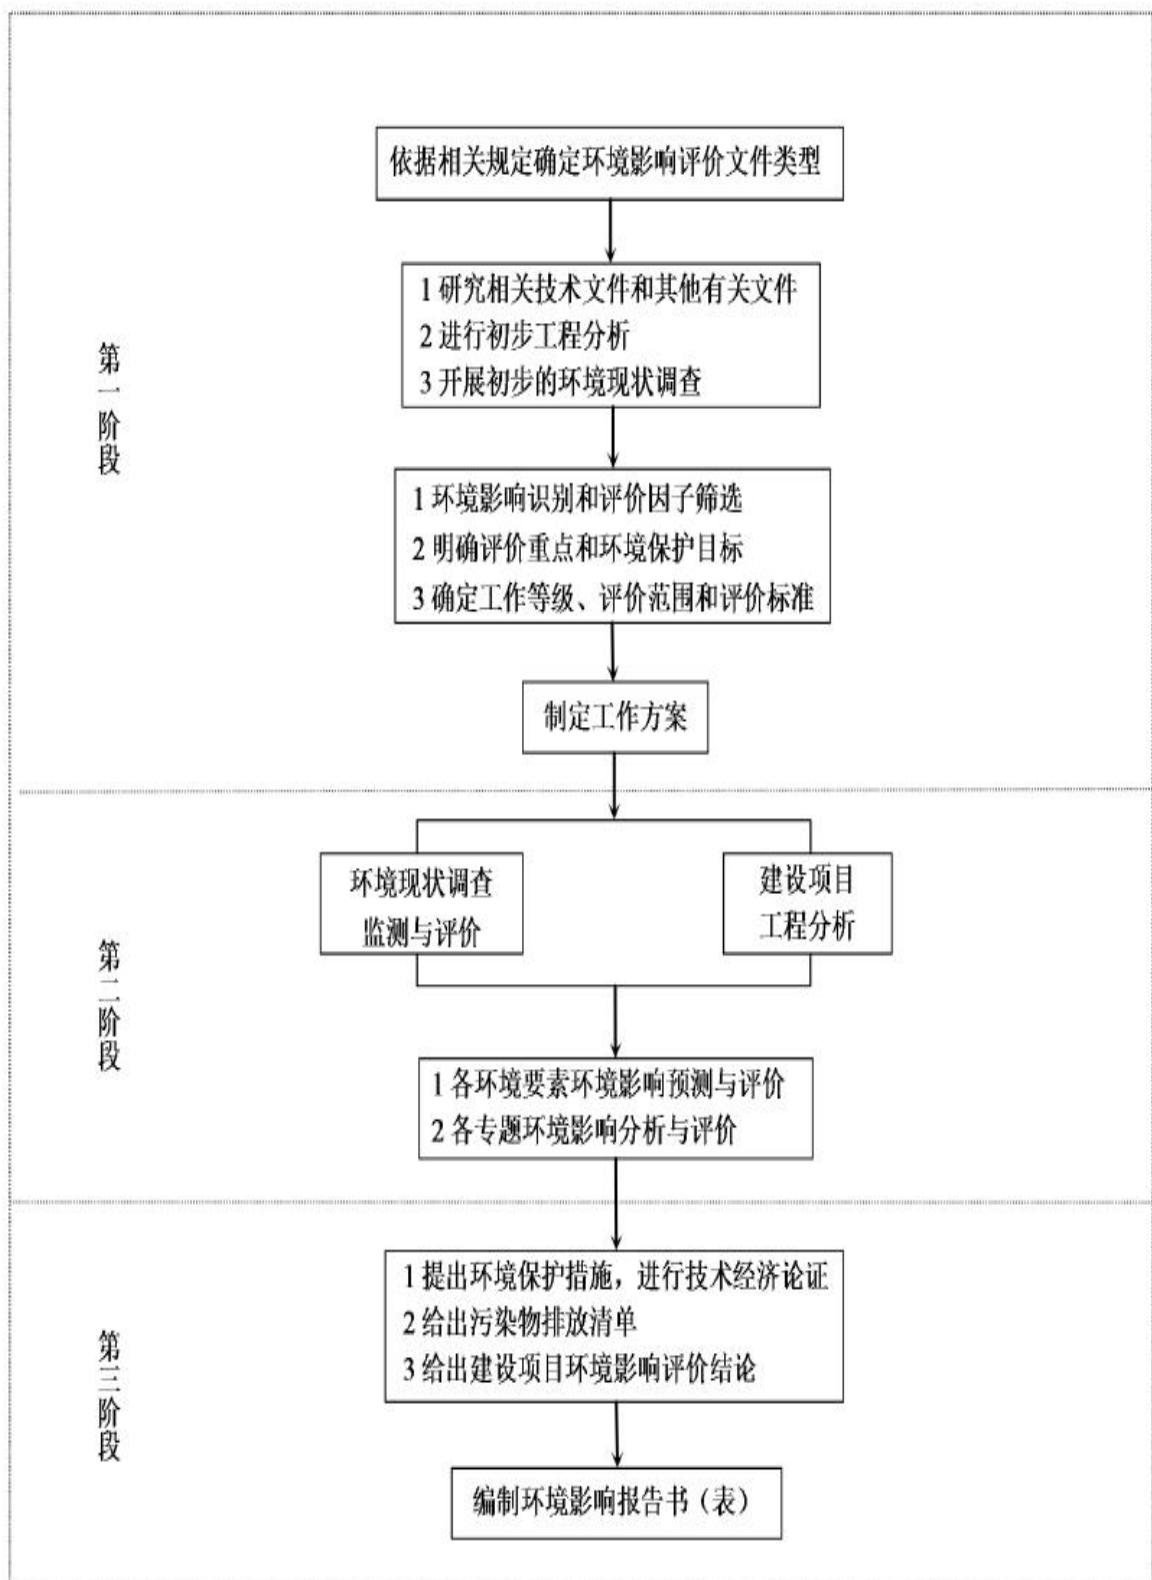 依据相关规定确定环境影响评价文件类型
1 研究相关技术文件和其他有关文件
2 进行初步工程分析
3 开展初步的环境现状调查
第一阶段
1 环境影响识别和评价因子筛选
2 明确评价重点和环境保护目标
3 确定工作等级、评价范围和评价标准
制定工作方案
环境现状调查
监测与评价
建设项目
工程分析
第二阶段
1 各环境要素环境影响预测与评价
2 各专题环境影响分析与评价
1 提出环境保护措施，进行技术经济论证
2 给出污染物排放清单
3 给出建设项目环境影响评价结论
第三阶段
编制环境影响报告书（表）